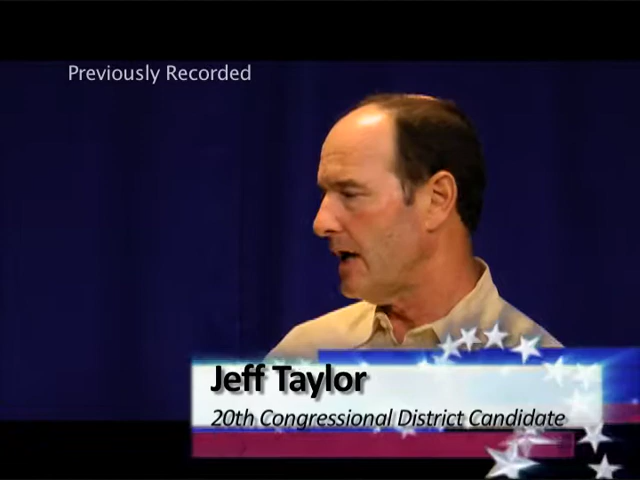 Previously Recorded
Jeff Taylor
20th Congressional District Candidate